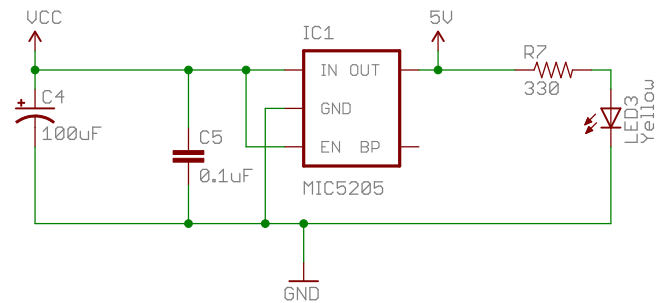 VCC
5V
IC1
R7
IN OUT
330
+
C4
GND
100uF
C5
EN BP
LED3
Yellow
0.1uF
MIC5205
GND